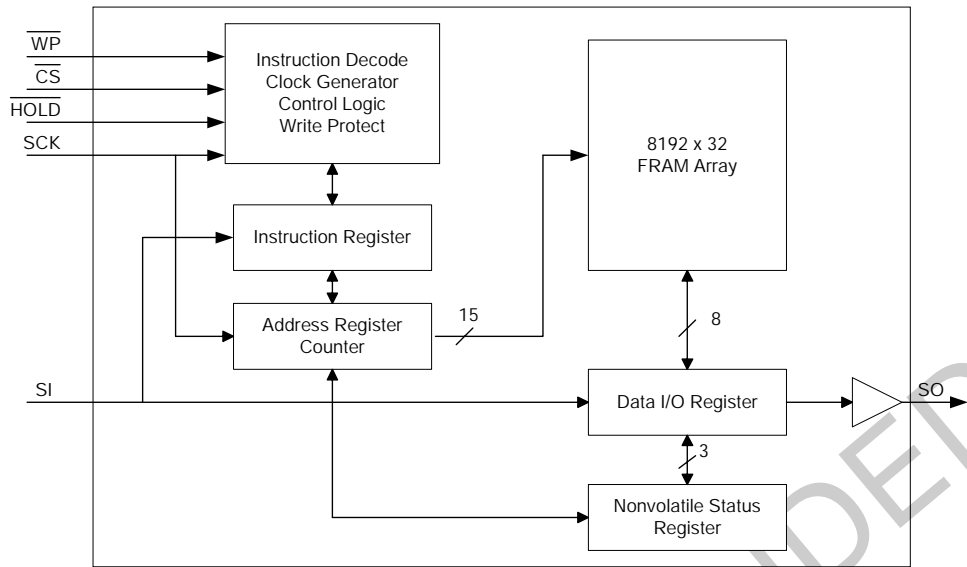 WP
CS
HOLD
SCK
Instruction Decode
Clock Generator
Control Logic
Write Protect
8192 x 32
FRAM Array
Instruction Register
Address Register
Counter
15
8
SI
Data I/O Register
SO
3
Nonvolatile Status
Register